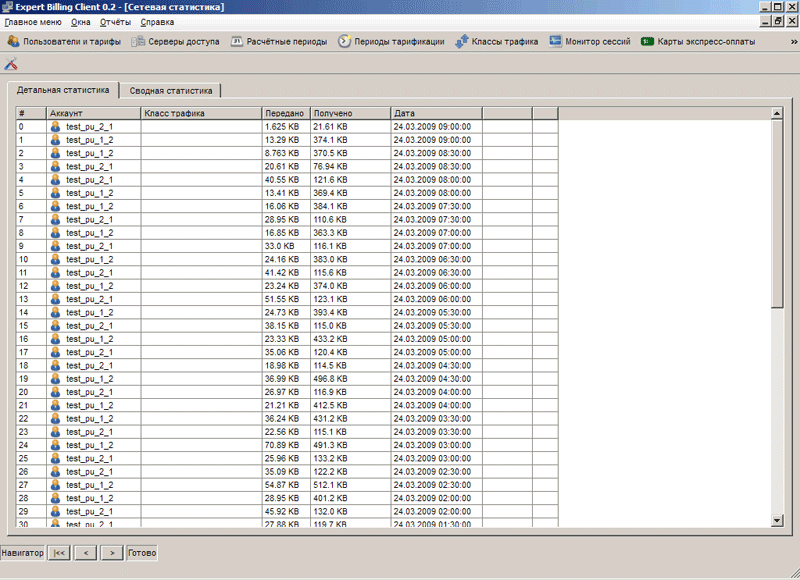 Expert Billing Client 0.2 - [Сетевая статистика]
Главное меню Окна Отчёты Справка
Пользователи и тарифы Серверы доступа Расчётные периоды Периоды тарификации Классы трафика Монитор сессий Карты экспресс-оплаты »
Детальная статистика Сводная статистика
# Аккаунт Класс трафика Передано Получено Дата
0 test_pu_2_1 1.625 KB 21.61 KB 24.03.2009 09:00:00
1 test_pu_1_2 13.29 KB 374.1 KB 24.03.2009 09:00:00
2 test_pu_1_2 8.763 KB 370.5 KB 24.03.2009 08:30:00
3 test_pu_2_1 20.61 KB 76.94 KB 24.03.2009 08:30:00
4 test_pu_2_1 40.55 KB 121.6 KB 24.03.2009 08:00:00
5 test_pu_1_2 13.41 KB 369.4 KB 24.03.2009 08:00:00
6 test_pu_1_2 16.06 KB 384.1 KB 24.03.2009 07:30:00
7 test_pu_2_1 28.95 KB 110.6 KB 24.03.2009 07:30:00
8 test_pu_1_2 16.85 KB 363.3 KB 24.03.2009 07:00:00
9 test_pu_2_1 33.0 KB 116.1 KB 24.03.2009 07:00:00
10 test_pu_1_2 24.16 KB 383.0 KB 24.03.2009 06:30:00
11 test_pu_2_1 41.42 KB 115.6 KB 24.03.2009 06:30:00
12 test_pu_1_2 23.24 KB 374.0 KB 24.03.2009 06:00:00
13 test_pu_2_1 51.55 KB 123.1 KB 24.03.2009 06:00:00
14 test_pu_1_2 24.73 KB 393.4 KB 24.03.2009 05:30:00
15 test_pu_2_1 38.15 KB 115.0 KB 24.03.2009 05:30:00
16 test_pu_1_2 23.33 KB 433.2 KB 24.03.2009 05:00:00
17 test_pu_2_1 35.06 KB 120.4 KB 24.03.2009 05:00:00
18 test_pu_2_1 18.98 KB 114.5 KB 24.03.2009 04:30:00
19 test_pu_1_2 36.99 KB 496.8 KB 24.03.2009 04:30:00
20 test_pu_2_1 26.97 KB 116.9 KB 24.03.2009 04:00:00
21 test_pu_1_2 21.21 KB 412.5 KB 24.03.2009 04:00:00
22 test_pu_1_2 36.24 KB 431.2 KB 24.03.2009 03:30:00
23 test_pu_2_1 22.56 KB 115.1 KB 24.03.2009 03:30:00
24 test_pu_1_2 70.89 KB 491.3 KB 24.03.2009 03:00:00
25 test_pu_2_1 25.96 KB 133.2 KB 24.03.2009 03:00:00
26 test_pu_2_1 35.09 KB 122.2 KB 24.03.2009 02:30:00
27 test_pu_1_2 54.87 KB 512.1 KB 24.03.2009 02:30:00
28 test_pu_1_2 28.95 KB 401.2 KB 24.03.2009 02:00:00
29 test_pu_2_1 45.92 KB 132.0 KB 24.03.2009 02:00:00
30 test_pu_2_1 27.88 KB 119.7 KB 24.03.2009 01:30:00
Навигатор |<< < > Готово